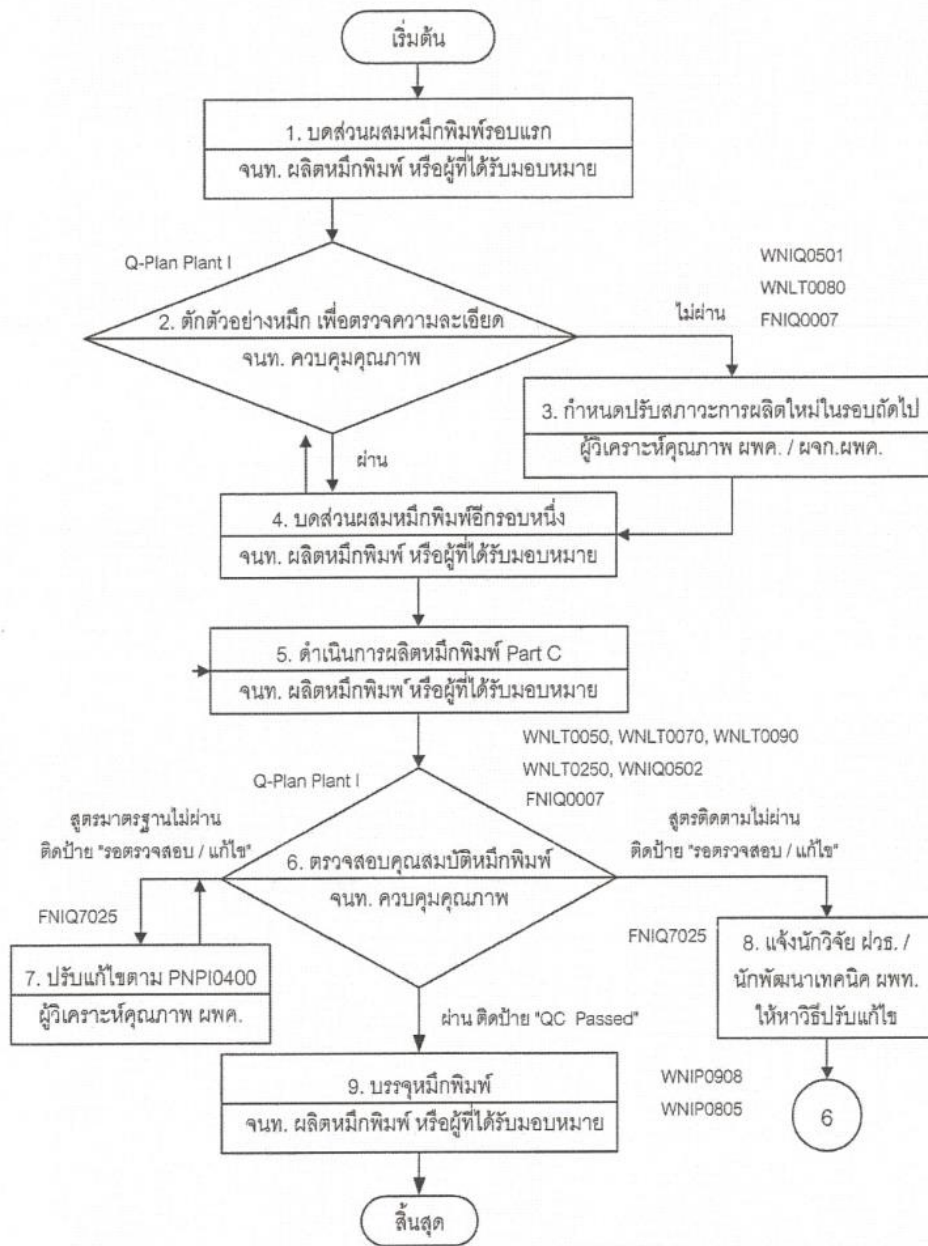 เริ่มต้น
1. บดส่วนผสมหมึกพิมพ์รอบแรก
จนท. ผลิตหมึกพิมพ์ หรือผู้ที่ได้รับมอบหมาย
Q-Plan Plant I
2. ตักตัวอย่างหมึก เพื่อตรวจความละเอียด
จนท. ควบคุมคุณภาพ
ไม่ผ่าน
WNIQ0501
WNLT0080
FNIQ0007
3. กำหนดปรับสภาวะการผลิตใหม่ในรอบถัดไป
ผู้วิเคราะห์คุณภาพ ผพค. / ผจก.ผพค.
ผ่าน
4. บดส่วนผสมหมึกพิมพ์อีกรอบหนึ่ง
จนท. ผลิตหมึกพิมพ์ หรือผู้ที่ได้รับมอบหมาย
5. ดำเนินการผลิตหมึกพิมพ์ Part C
จนท. ผลิตหมึกพิมพ์ หรือผู้ที่ได้รับมอบหมาย
WNLT0050, WNLT0070, WNLT0090
WNLT0250, WNIQ0502
FNIQ0007
Q-Plan Plant I
สูตรมาตรฐานไม่ผ่าน
ติดป้าย "รอตรวจสอบ / แก้ไข"
6. ตรวจสอบคุณสมบัติหมึกพิมพ์
จนท. ควบคุมคุณภาพ
สูตรติดตามไม่ผ่าน
ติดป้าย "รอตรวจสอบ / แก้ไข"
FNIQ7025
7. ปรับแก้ไขตาม PNPI0400
ผู้วิเคราะห์คุณภาพ ผพค.
FNIQ7025
8. แจ้งนักวิจัย ฝวธ. /
นักพัฒนาเทคนิค ผพท.
ให้หาวิธีปรับแก้ไข
ผ่าน ติดป้าย "QC Passed"
9. บรรจุหมึกพิมพ์
จนท. ผลิตหมึกพิมพ์ หรือผู้ที่ได้รับมอบหมาย
WNIP0908
WNIP0805
6
สิ้นสุด